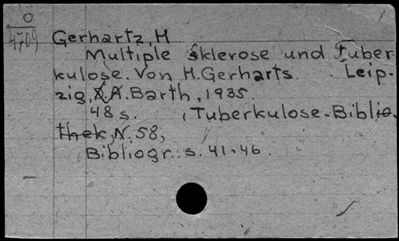 O
4709
Gerhartz, H
Multiple sklerose und Tuber-
kulose. Von H. Gerharts. Leip-
zig, A. Barth, 1935.
48 s. (Tuberkulose-Biblio-
thek, N. 58,
Bibliogr.: s. 41-46.